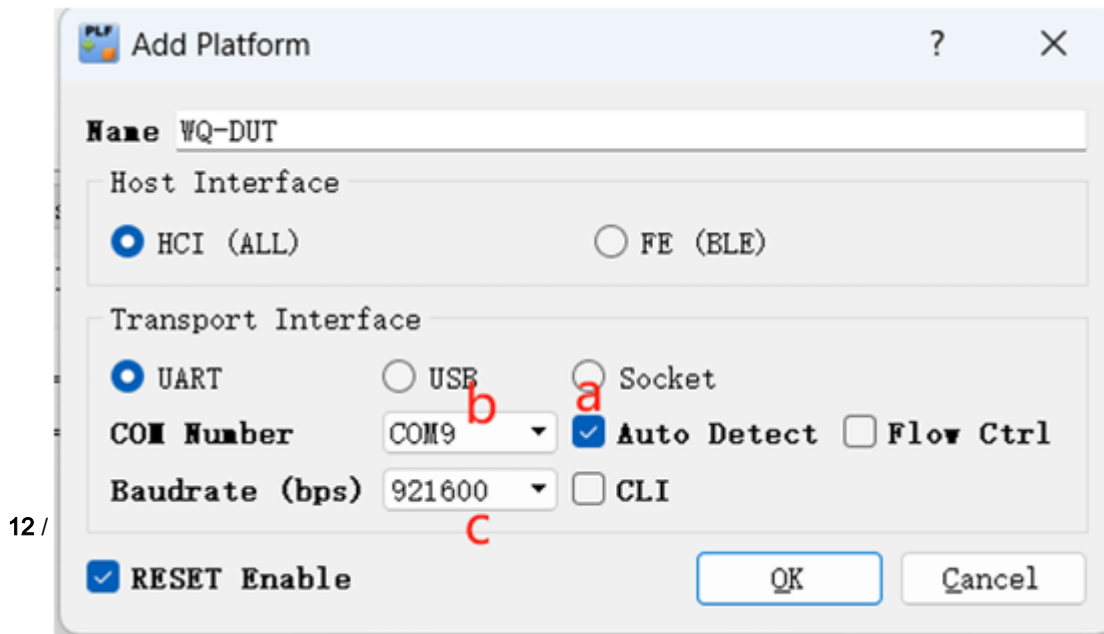 PLF Add Platform ? ×
Name WQ-DUT
Host Interface
HCI (ALL) FE (BLE)
Transport Interface
UART USB Socket
b a
COM Number COM9 Auto Detect Flow Ctrl
Baudrate (bps) 921600 CLI
c
12 /
RESET Enable OK Cancel